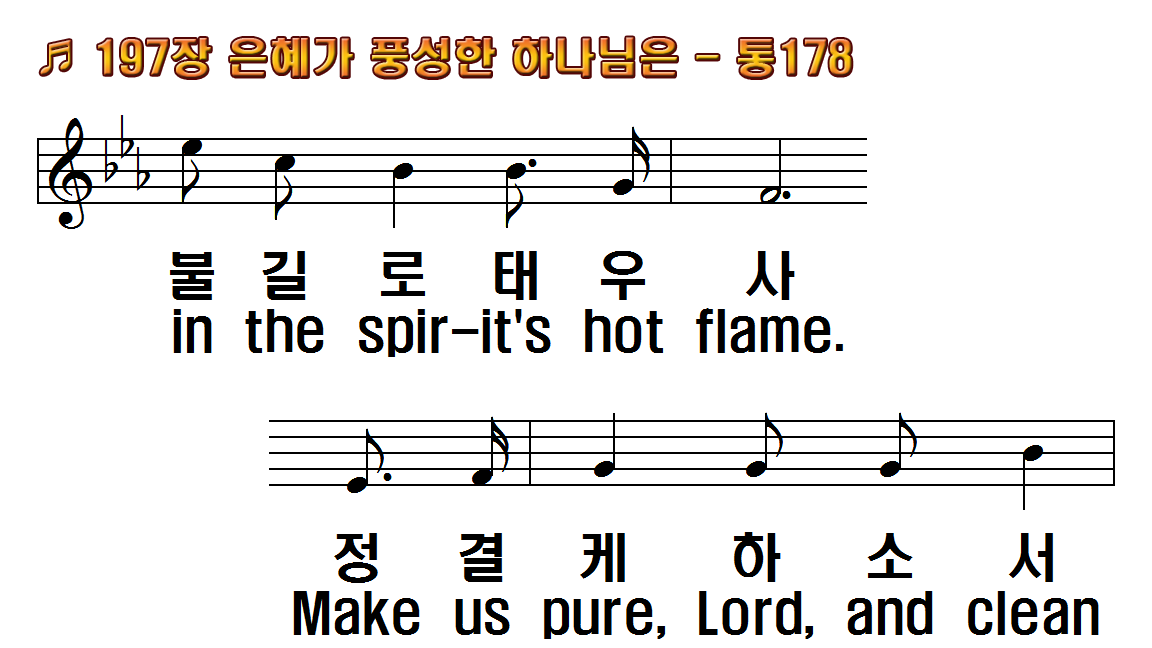 ♬ 197장 은혜가 풍성한 하나님은 - 통178
불 길 로 태 우 사
in the spir-it's hot flame.
정 결 케 하 소 서
Make us pure, Lord, and clean